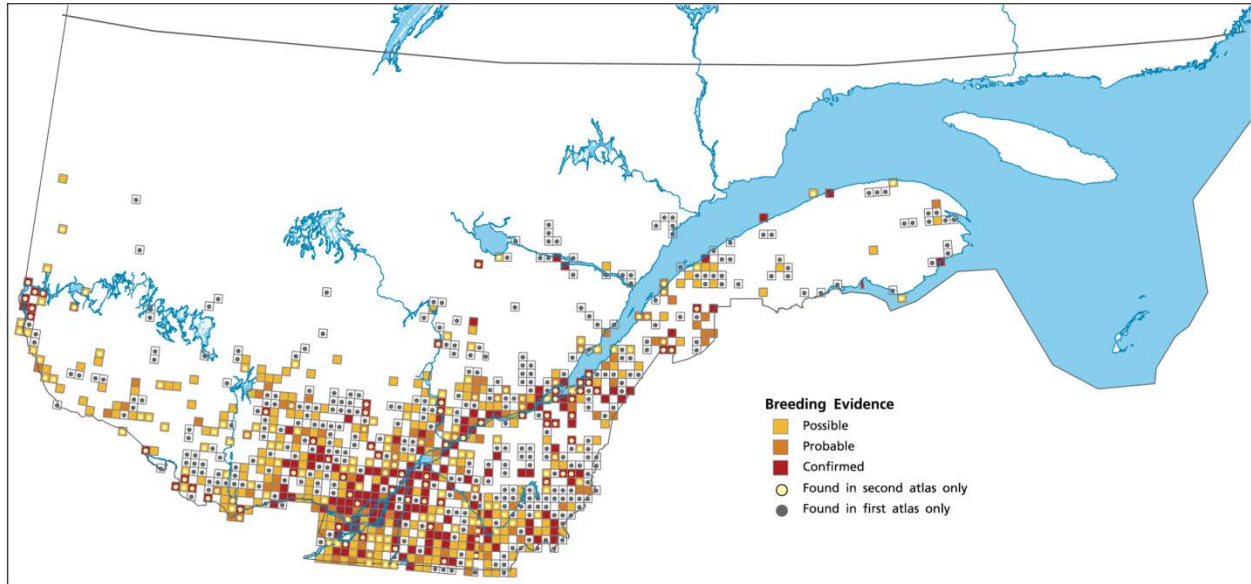 Breeding Evidence
Possible
Probable
Confirmed
Found in second atlas only
Found in first atlas only